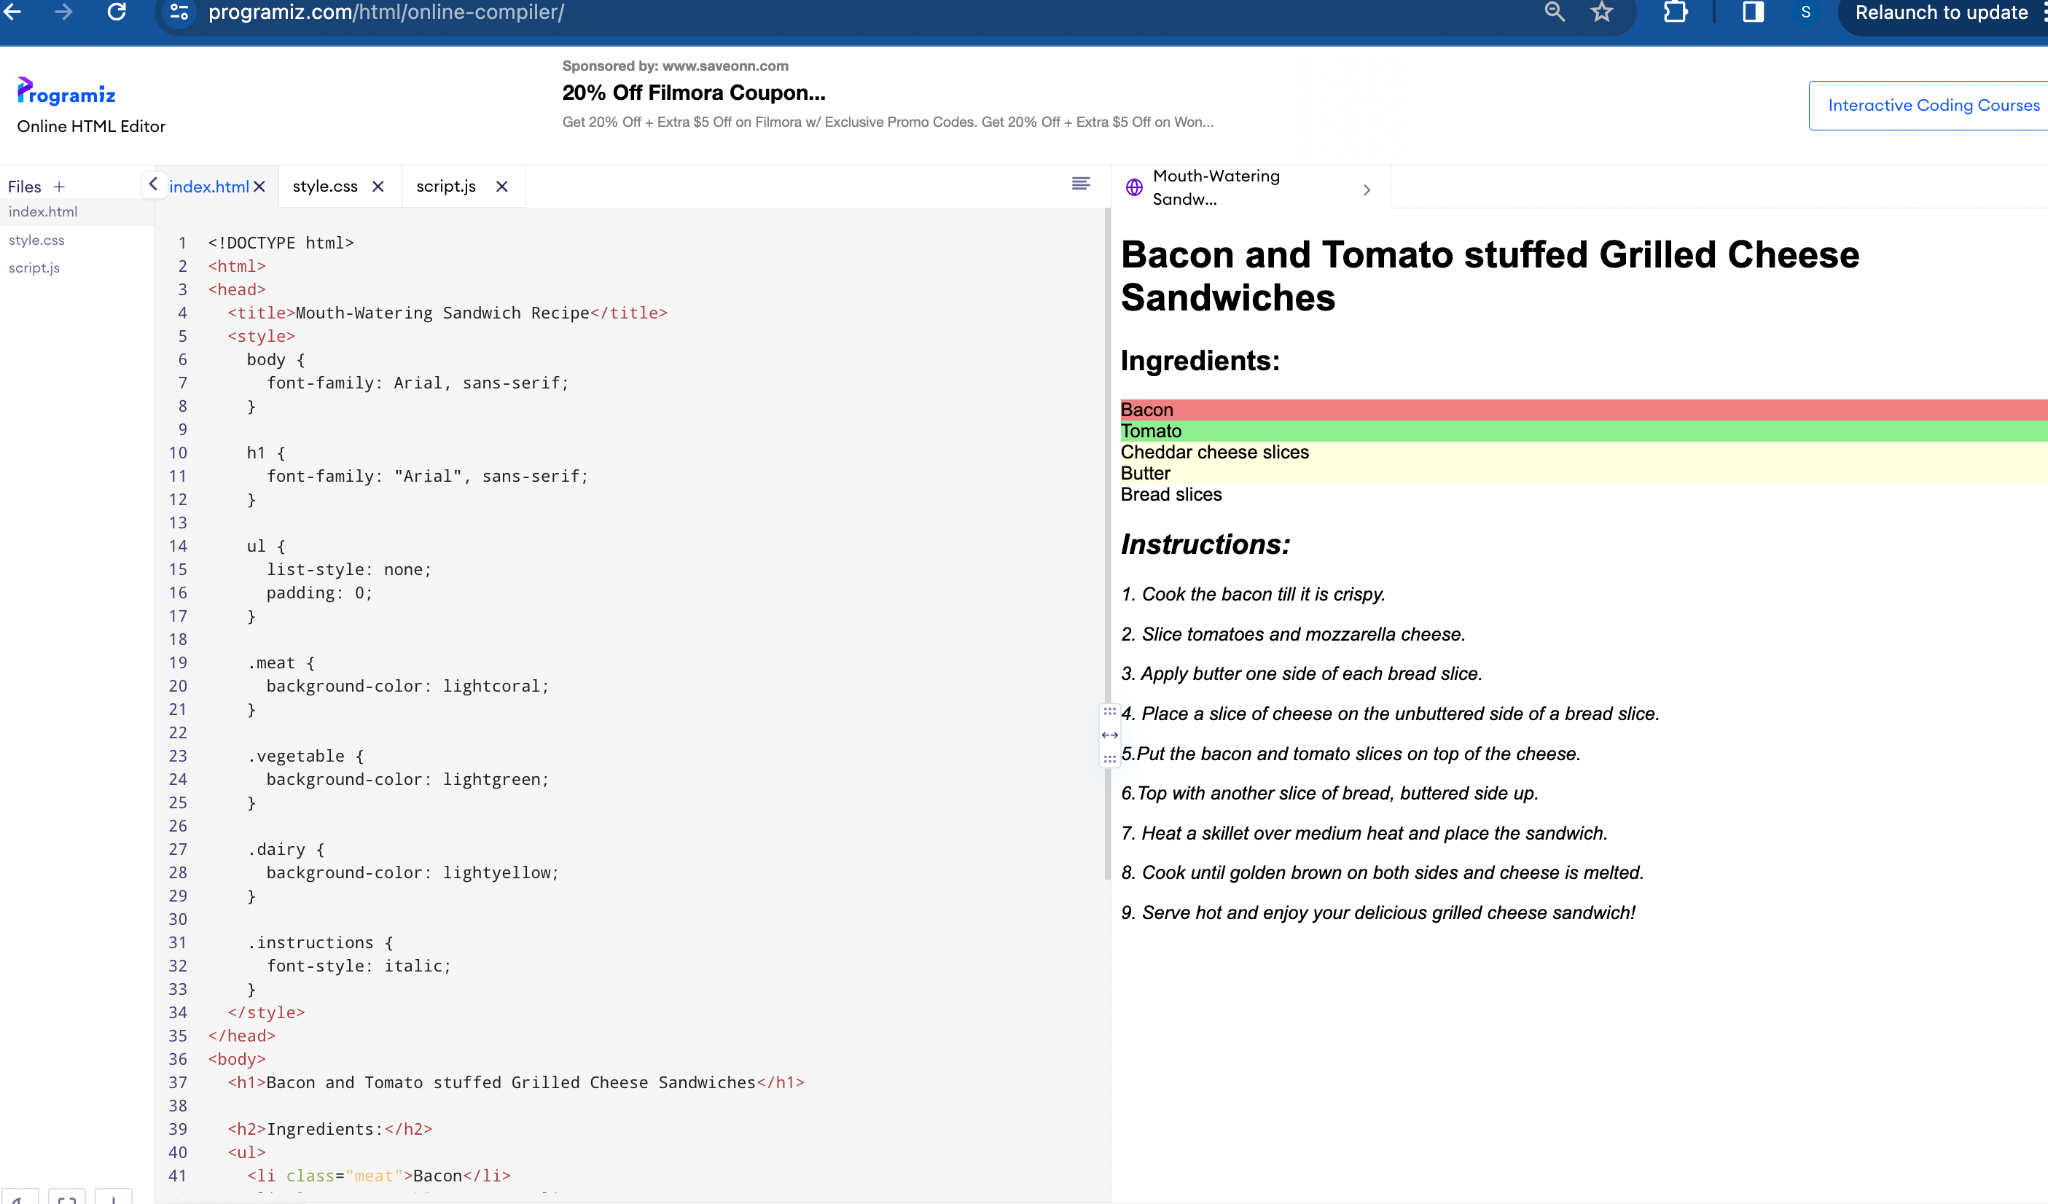 programiz.com/html/online-compiler/
S
Relaunch to update
Programiz
Online HTML Editor
Sponsored by: www.saveonn.com
20% Off Filmora Coupon...
Get 20% Off + Extra $5 Off on Filmora w/ Exclusive Promo Codes. Get 20% Off + Extra $5 Off on Won...
Interactive Coding Courses
Files +
index.html
style.css
script.js
index.html
style.css
script.js
1 <!DOCTYPE html>
2 <html>
3 <head>
4 <title>Mouth-Watering Sandwich Recipe</title>
5 <style>
6 body {
7 font-family: Arial, sans-serif;
8 }
9
10 h1 {
11 font-family: "Arial", sans-serif;
12 }
13
14 ul {
15 list-style: none;
16 padding: 0;
17 }
18
19 .meat {
20 background-color: lightcoral;
21 }
22
23 .vegetable {
24 background-color: lightgreen;
25 }
26
27 .dairy {
28 background-color: lightyellow;
29 }
30
31 .instructions {
32 font-style: italic;
33 }
34 </style>
35 </head>
36 <body>
37 <h1>Bacon and Tomato stuffed Grilled Cheese Sandwiches</h1>
38
39 <h2>Ingredients:</h2>
40 <ul>
41 <li class="meat">Bacon</li>
Mouth-Watering
Sandw...
Bacon and Tomato stuffed Grilled Cheese
Sandwiches
Ingredients:
Bacon
Tomato
Cheddar cheese slices
Butter
Bread slices
Instructions:
1. Cook the bacon till it is crispy.
2. Slice tomatoes and mozzarella cheese.
3. Apply butter one side of each bread slice.
4. Place a slice of cheese on the unbuttered side of a bread slice.
5.Put the bacon and tomato slices on top of the cheese.
6.Top with another slice of bread, buttered side up.
7. Heat a skillet over medium heat and place the sandwich.
8. Cook until golden brown on both sides and cheese is melted.
9. Serve hot and enjoy your delicious grilled cheese sandwich!